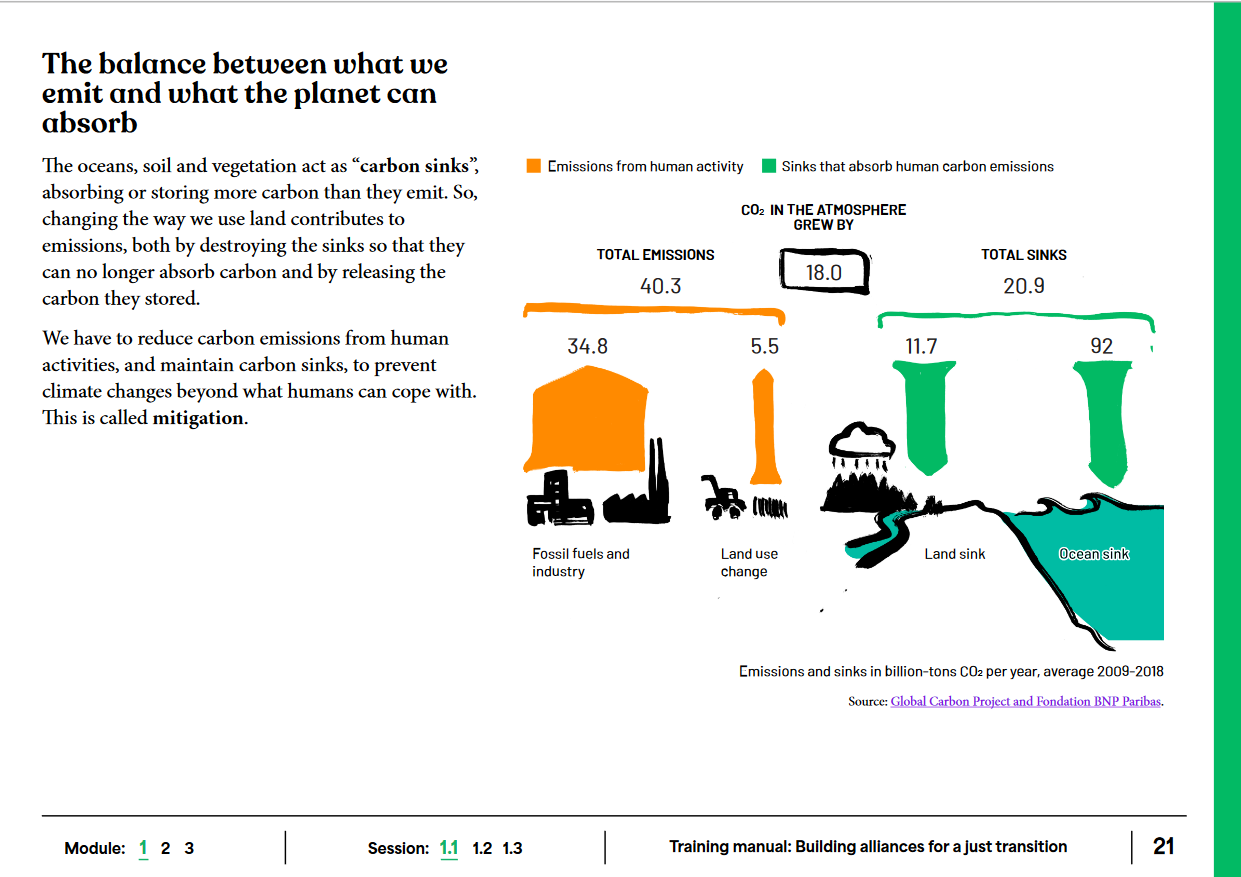 The balance between what we
emit and what the planet can
absorb
The oceans, soil and vegetation act as “carbon sinks”,
absorbing or storing more carbon than they emit. So,
changing the way we use land contributes to
emissions, both by destroying the sinks so that they
can no longer absorb carbon and by releasing the
carbon they stored.
We have to reduce carbon emissions from human
activities, and maintain carbon sinks, to prevent
climate changes beyond what humans can cope with.
This is called mitigation.
Emissions from human activity
Sinks that absorb human carbon emissions
CO₂ IN THE ATMOSPHERE
GREW BY
18.0
TOTAL EMISSIONS
40.3
TOTAL SINKS
20.9
34.8
5.5
11.7
92
Fossil fuels and
industry
Land use
change
Land sink
Ocean sink
Emissions and sinks in billion-tons CO₂ per year, average 2009-2018
Source: Global Carbon Project and Fondation BNP Paribas.
Module: 1 2 3
Session: 1.1 1.2 1.3
Training manual: Building alliances for a just transition
21